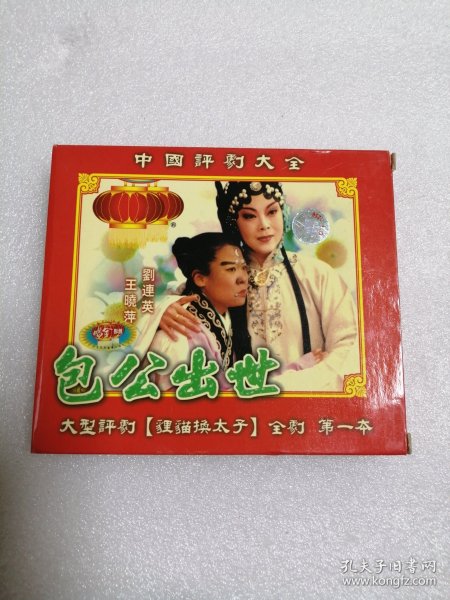 中國評劇大全
®
劉連英
王曉萍
包公出世
大型評劇【貍貓換太子】全劇 第一本
孔夫子旧书网
www.kongfz.com